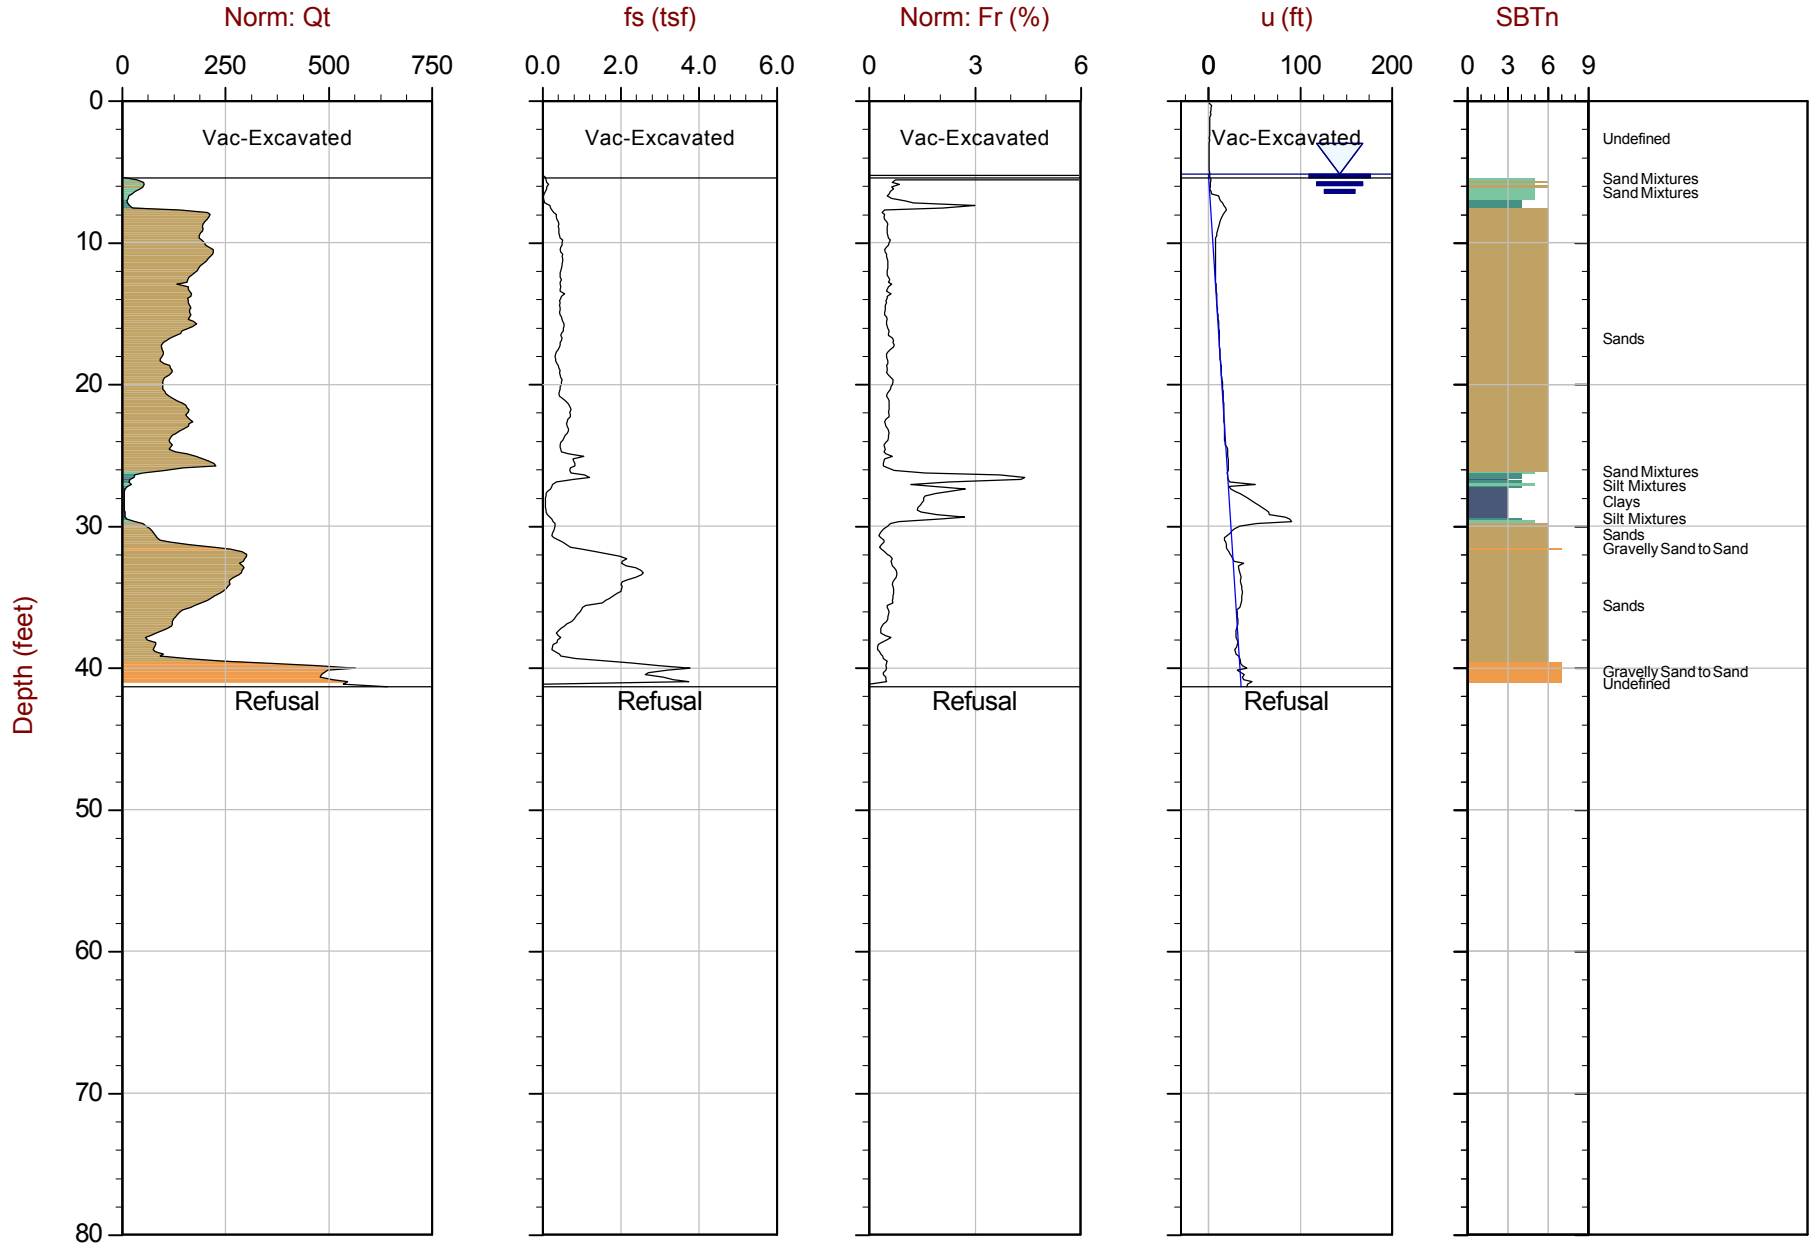 Norm: Qt fs (tsf) Norm: Fr (%) u (ft) SBTn
0 250 500 750 0.0 2.0 4.0 6.0 0 3 6 0 100 200 0 3 6 9
0
Vac-Excavated Vac-Excavated Vac-Excavated Vac-Excavated Undefined
Sand Mixtures
Sand Mixtures
10
Sands
20
Sand Mixtures
Silt Mixtures
Clays
Silt Mixtures
30
Sands
Gravelly Sand to Sand
Sands
Depth (feet)
40
Gravelly Sand to Sand
Undefined
Refusal Refusal Refusal Refusal
50
60
70
80